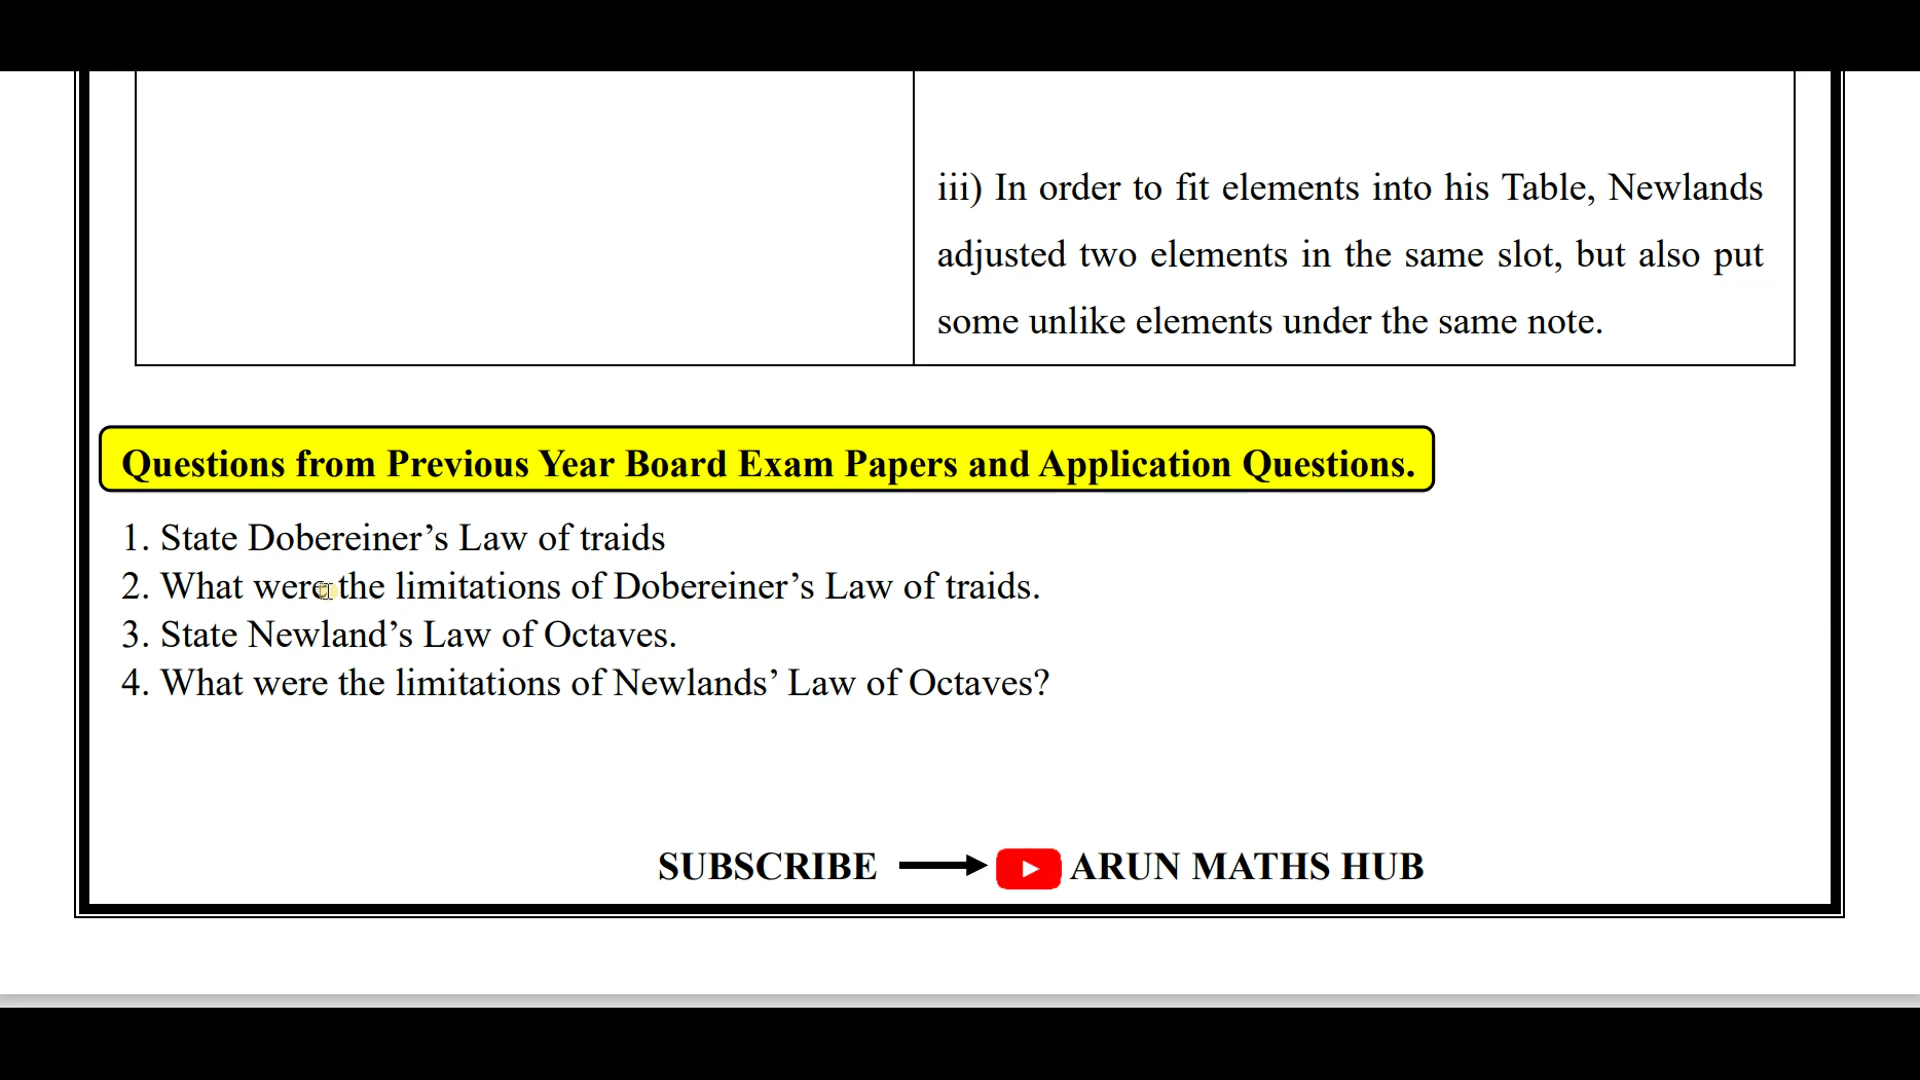 iii) In order to fit elements into his Table, Newlands
adjusted two elements in the same slot, but also put
some unlike elements under the same note.
Questions from Previous Year Board Exam Papers and Application Questions.
1. State Dobereiner’s Law of traids
2. What were the limitations of Dobereiner’s Law of traids.
3. State Newland’s Law of Octaves.
4. What were the limitations of Newlands’ Law of Octaves?
SUBSCRIBE ARUN MATHS HUB